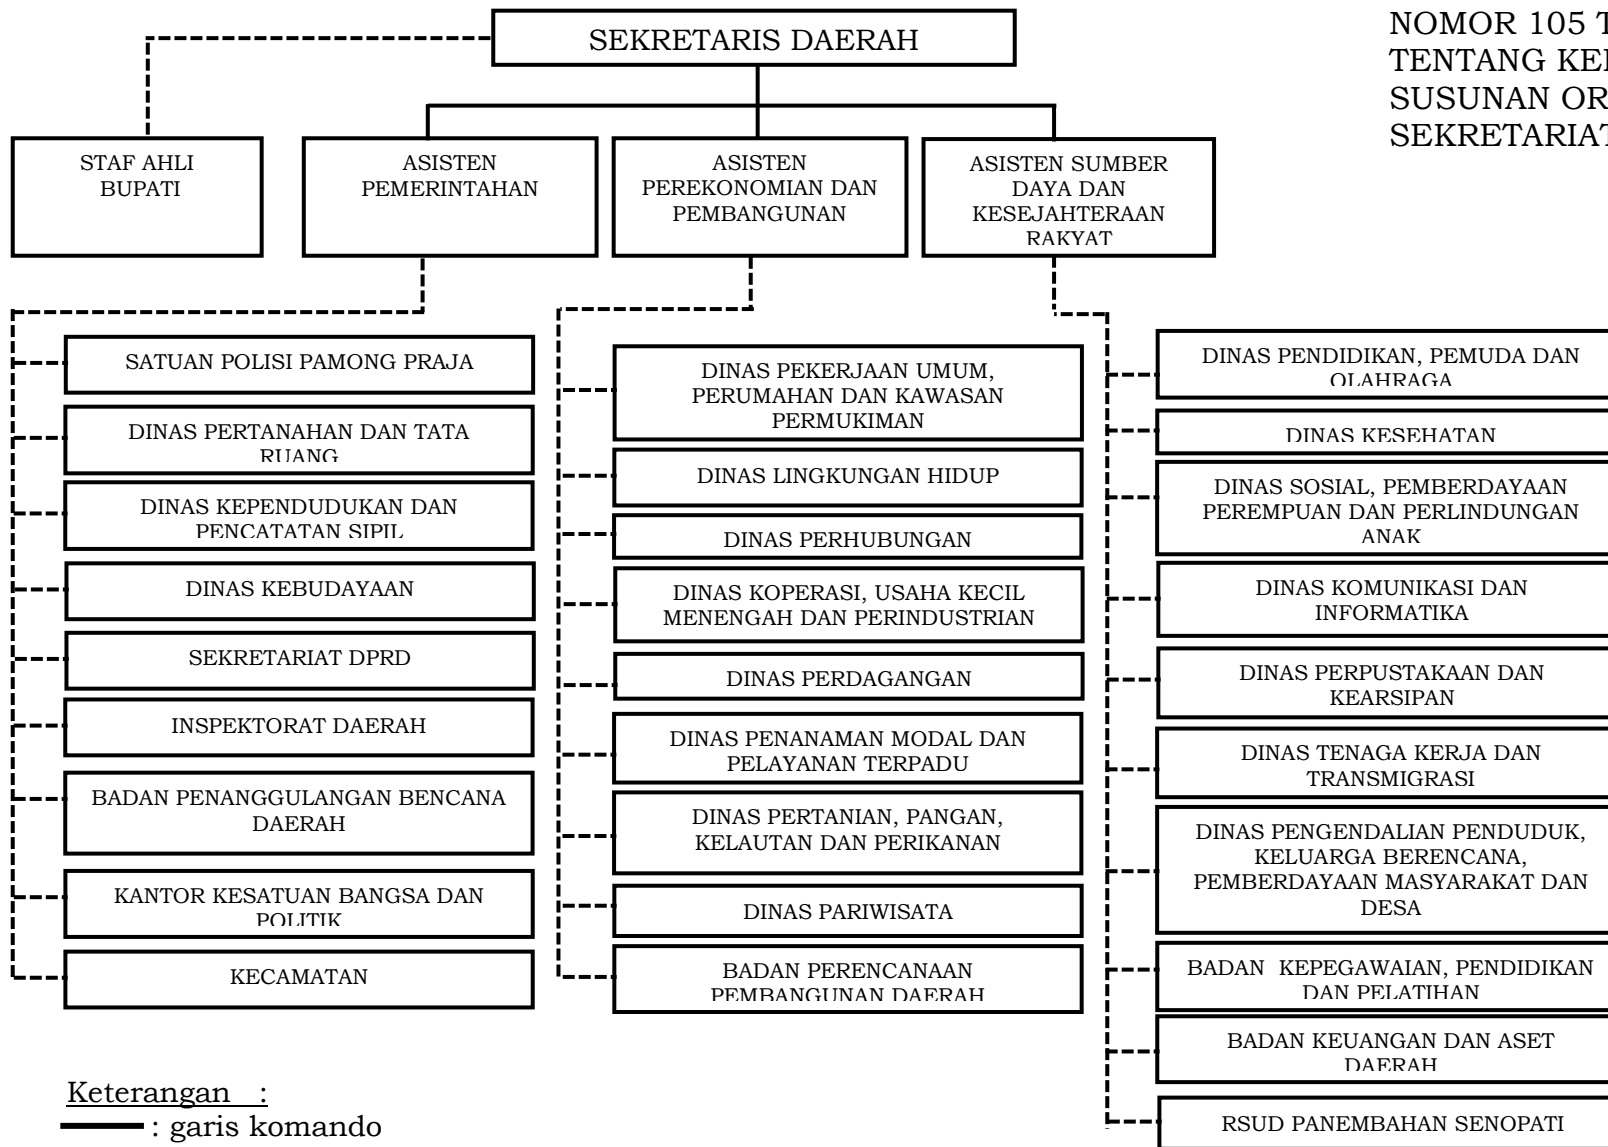 SEKRETARIS DAERAH
NOMOR 105
TENTANG
SUSUNAN
SEKRETARIAT
STAF AHLI
BUPATI
ASISTEN
PEMERINTAHAN
ASISTEN
PEREKONOMIAN DAN
PEMBANGUNAN
ASISTEN SUMBER
DAYA DAN
KESEJAHTERAAN
RAKYAT
SATUAN POLISI PAMONG PRAJA
DINAS PERTANAHAN DAN TATA
RUANG
DINAS KEPENDUDUKAN DAN
PENCATATAN SIPIL
DINAS KEBUDAYAAN
SEKRETARIAT DPRD
INSPEKTORAT DAERAH
BADAN PENANGGULANGAN BENCANA
DAERAH
KANTOR KESATUAN BANGSA DAN
POLITIK
KECAMATAN
DINAS PEKERJAAN UMUM,
PERUMAHAN DAN KAWASAN
PERMUKIMAN
DINAS LINGKUNGAN HIDUP
DINAS PERHUBUNGAN
DINAS KOPERASI, USAHA KECIL
MENENGAH DAN PERINDUSTRIAN
DINAS PERDAGANGAN
DINAS PENANAMAN MODAL DAN
PELAYANAN TERPADU
DINAS PERTANIAN, PANGAN,
KELAUTAN DAN PERIKANAN
DINAS PARIWISATA
BADAN PERENCANAAN
PEMBANGUNAN DAERAH
DINAS PENDIDIKAN, PEMUDA DAN
OLAHRAGA
DINAS KESEHATAN
DINAS SOSIAL, PEMBERDAYAAN
PEREMPUAN DAN PERLINDUNGAN
ANAK
DINAS KOMUNIKASI DAN
INFORMATIKA
DINAS PERPUSTAKAAN DAN
KEARSIPAN
DINAS TENAGA KERJA DAN
TRANSMIGRASI
DINAS PENGENDALIAN PENDUDUK,
KELUARGA BERENCANA,
PEMBERDAYAAN MASYARAKAT DAN
DESA
BADAN KEPEGAWAIAN, PENDIDIKAN
DAN PELATIHAN
BADAN KEUANGAN DAN ASET
DAERAH
RSUD PANEMBAHAN SENOPATI
Keterangan :
: garis komando